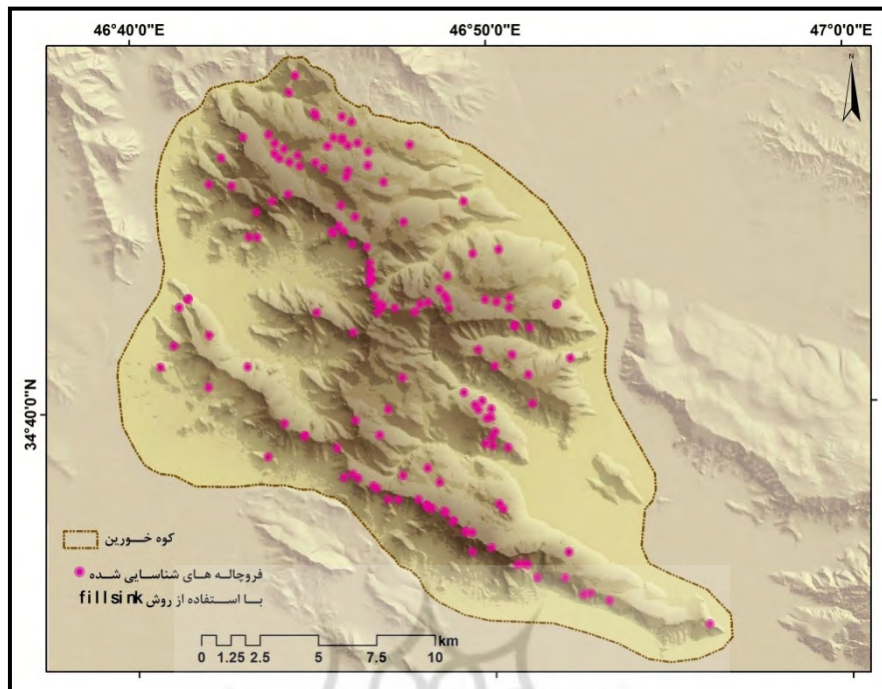 46°40'0"E
46°50'0"E
47°0'0"E
N
34°40'0"N
کوه خورین
فروچاله های شناسایی شده
با استفاده از روش fillsink
km
0 1.25 2.5 5 7.5 10